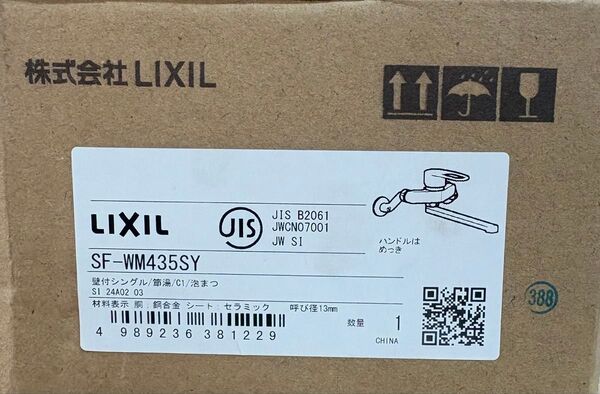 株式会社 LIXIL
LIXIL
JIS
JIS B2061
JWCN07001
JW SI
SF-WM435SY
ハンドルは
めっき
壁付シングル/節湯/C1/泡まつ
SI 24A02 03
材料表示 胴：銅合金 シート：セラミック 呼び径13mm
数量 1
4 989236 381229
CHINA
388